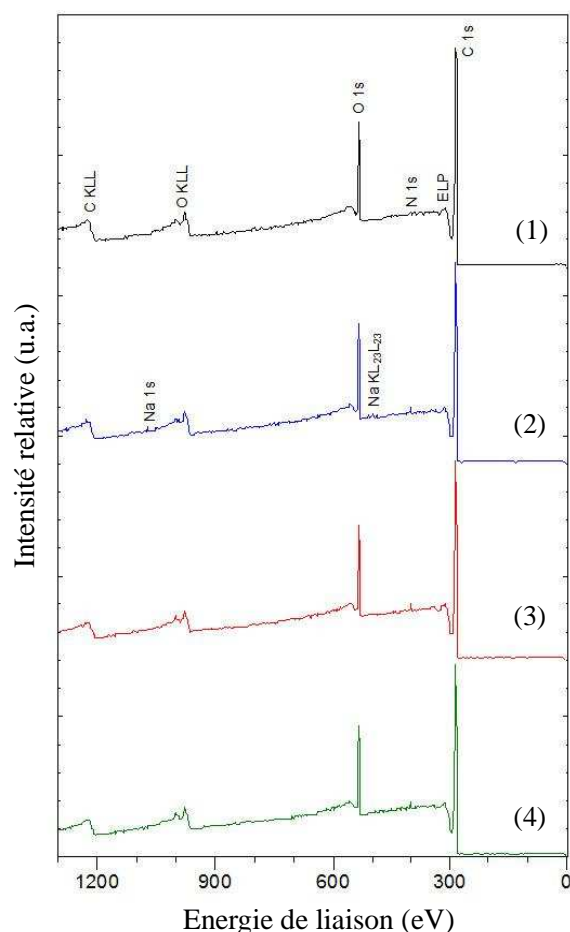 C 1s
O 1s
C KLL
O KLL
N 1s
ELP
(1)
Na 1s
Na KL23L23
(2)
(3)
(4)
Intensité relative (u.a.)
1200 900 600 300 0
Energie de liaison (eV)